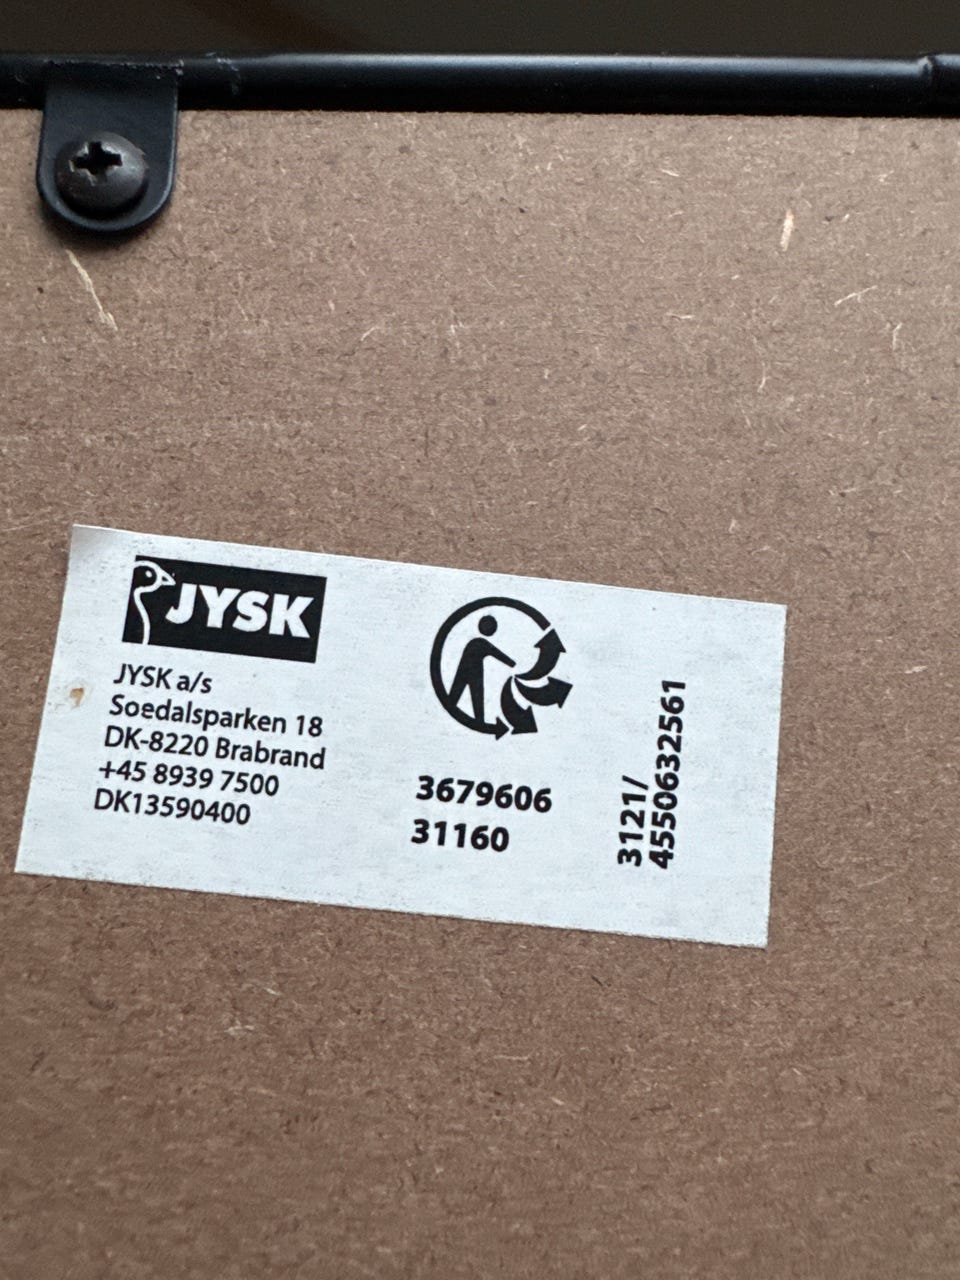 JYSK
JYSK a/s
Soedalsparken 18
DK-8220 Brabrand
+45 8939 7500
DK13590400
3679606
31160
3121/
4550632561